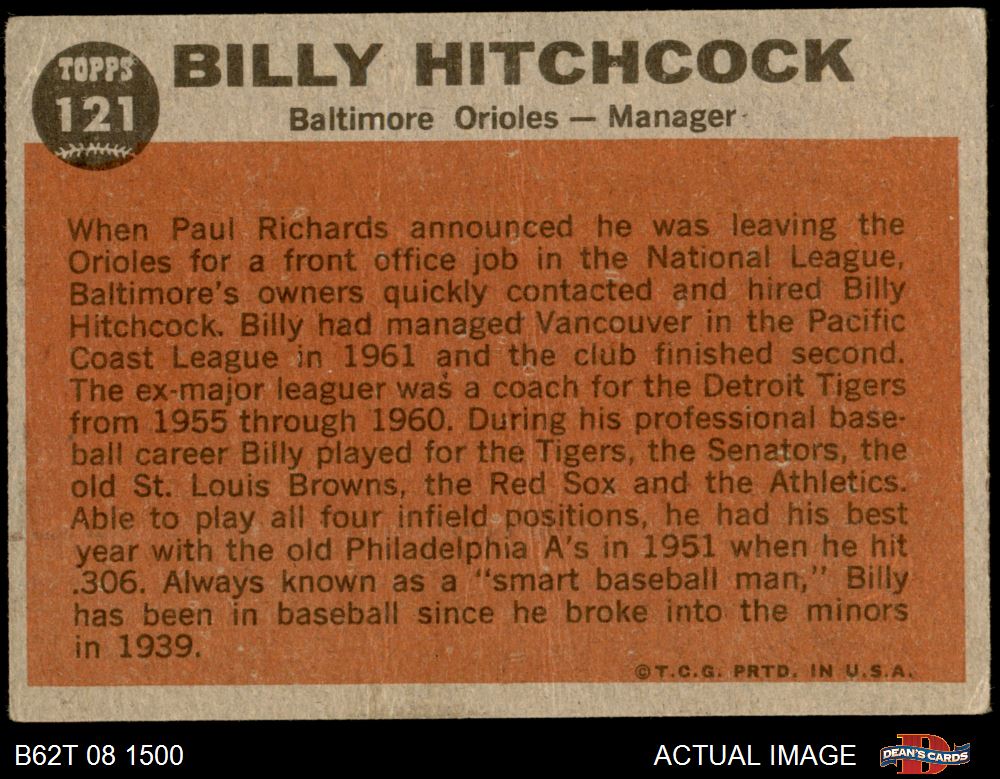 TOPPS
121
BILLY HITCHCOCK
Baltimore Orioles — Manager
When Paul Richards announced he was leaving the
Orioles for a front office job in the National League,
Baltimore's owners quickly contacted and hired Billy
Hitchcock. Billy had managed Vancouver in the Pacific
Coast League in 1961 and the club finished second.
The ex-major leaguer was a coach for the Detroit Tigers
from 1955 through 1960. During his professional base-
ball career Billy played for the Tigers, the Senators, the
old St. Louis Browns, the Red Sox and the Athletics.
Able to play all four infield positions, he had his best
year with the old Philadelphia A's in 1951 when he hit
.306. Always known as a "smart baseball man," Billy
has been in baseball since he broke into the minors
in 1939.
©T.C.G. PRTD. IN U.S.A.
B62T 08 1500
ACTUAL IMAGE
D
DEAN'S CARDS